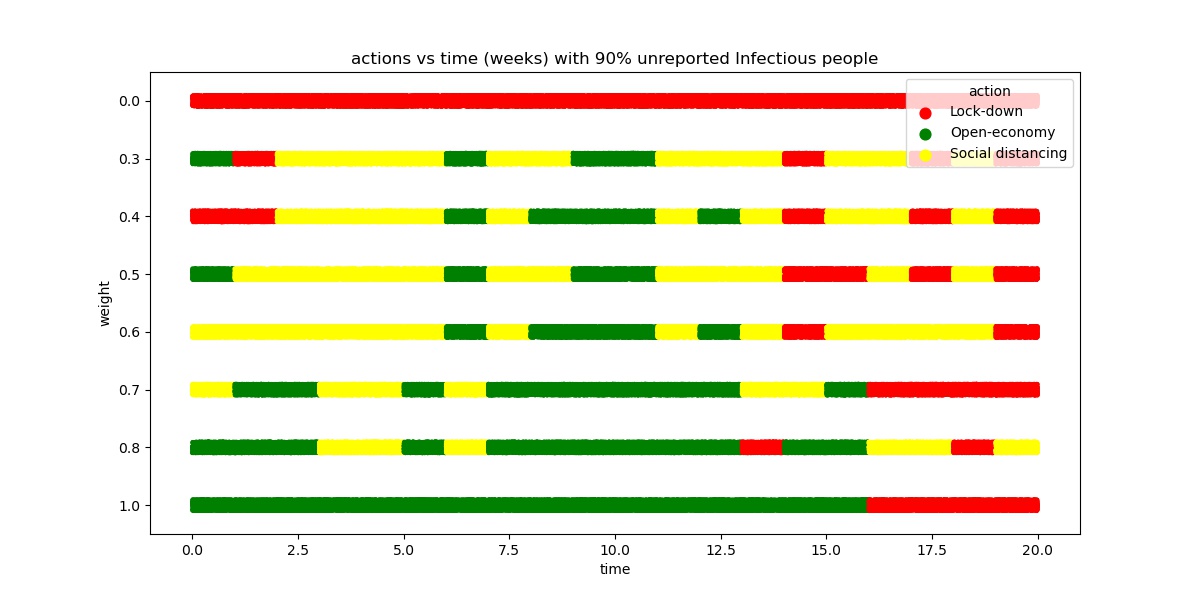 actions vs time (weeks) with 90% unreported Infectious people
action
Lock-down
Open-economy
Social distancing
weight
0.0
0.3
0.4
0.5
0.6
0.7
0.8
1.0
0.0 2.5 5.0 7.5 10.0 12.5 15.0 17.5 20.0
time